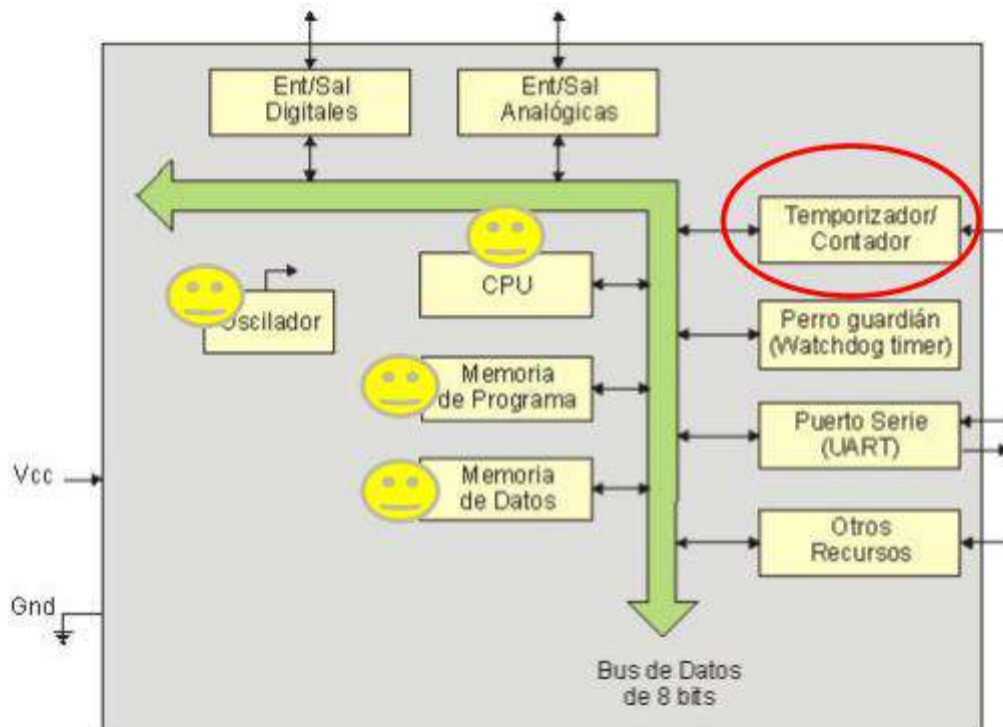 Ent/Sal
Digitales
Ent/Sal
Analógicas
Temporizador/
Contador
CPU
Oscilador
Perro guardián
(Watchdog timer)
Memoria
de Programa
Puerto Serie
(UART)
Vcc
Memoria
de Datos
Otros
Recursos
Gnd
Bus de Datos
de 8 bits